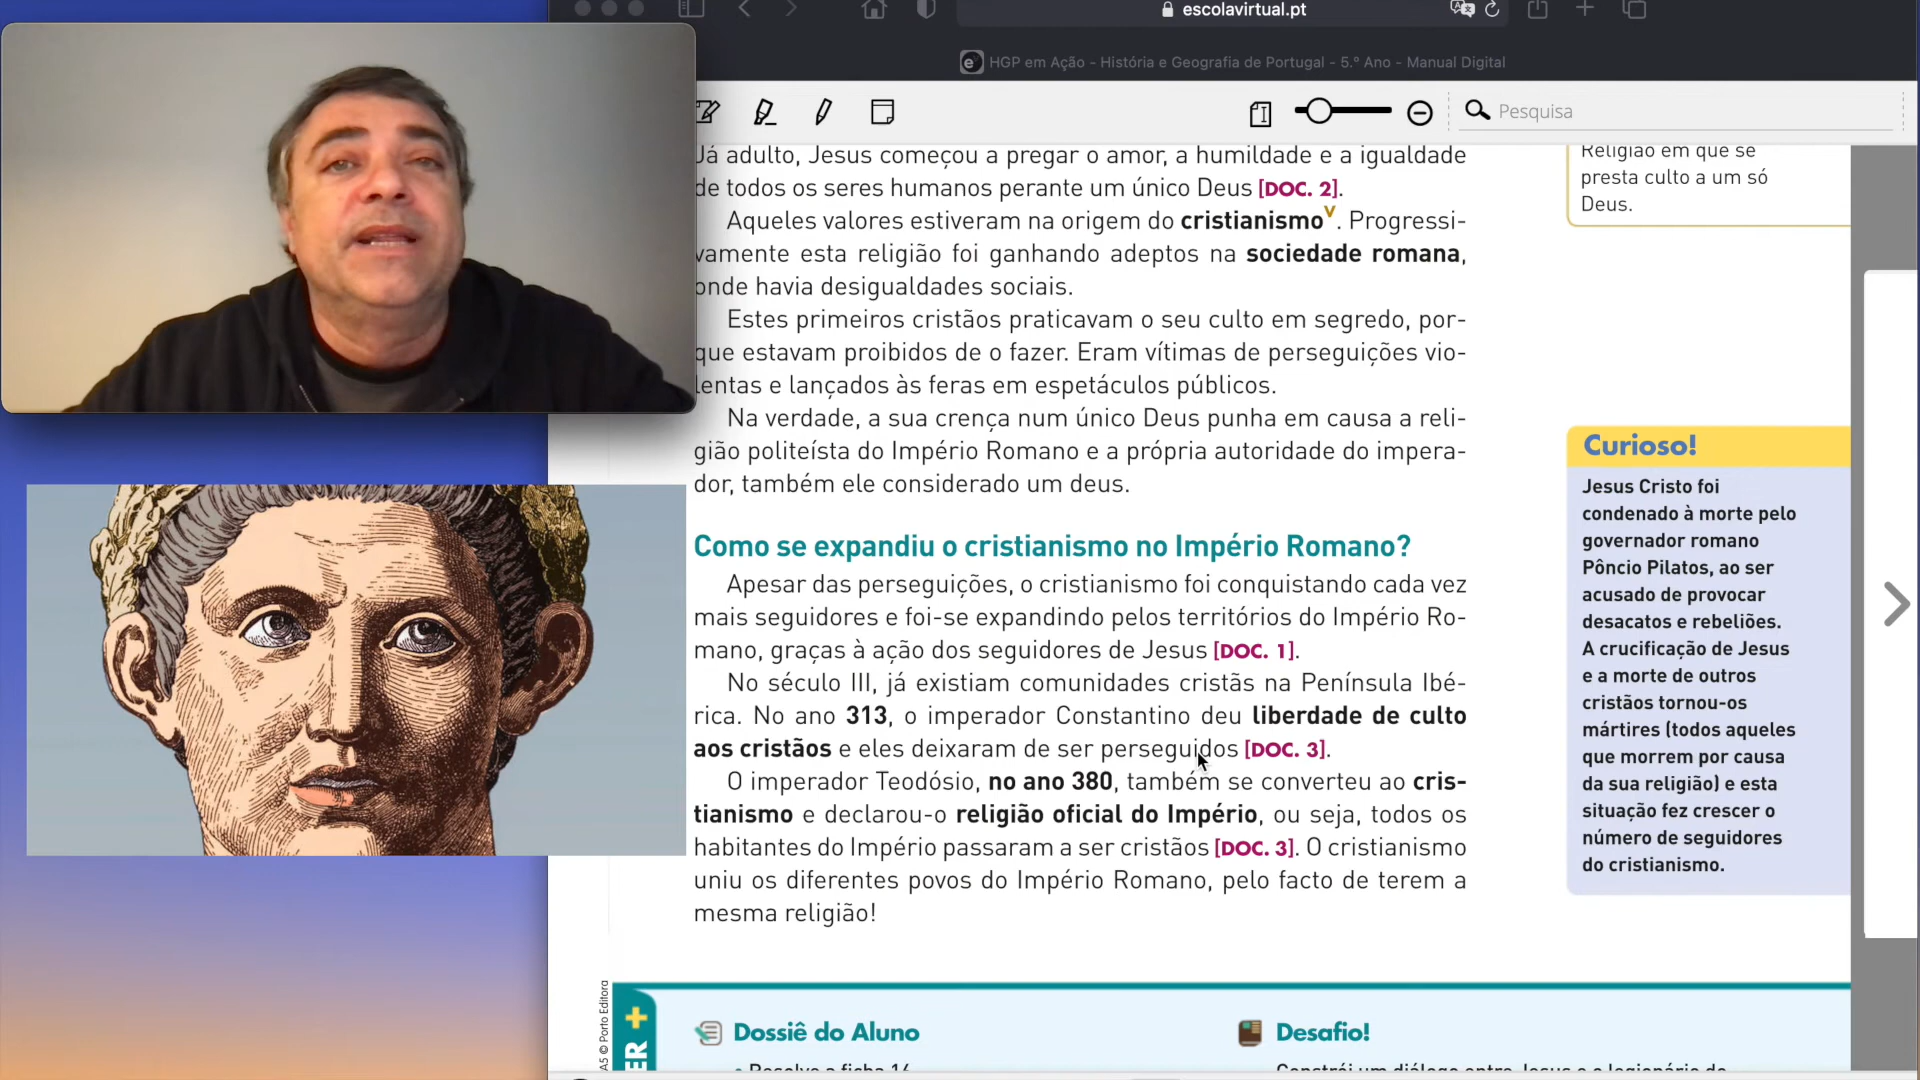 escolavirtual.pt
HGP em Ação - História e Geografia de Portugal - 5.º Ano - Manual Digital
Pesquisa
Já adulto, Jesus começou a pregar o amor, a humildade e a igualdade
de todos os seres humanos perante um único Deus [DOC. 2].
Aqueles valores estiveram na origem do cristianismoV. Progressi-
vamente esta religião foi ganhando adeptos na sociedade romana,
onde havia desigualdades sociais.
Estes primeiros cristãos praticavam o seu culto em segredo, por-
que estavam proibidos de o fazer. Eram vítimas de perseguições vio-
lentas e lançados às feras em espetáculos públicos.
Na verdade, a sua crença num único Deus punha em causa a reli-
gião politeísta do Império Romano e a própria autoridade do impera-
dor, também ele considerado um deus.
Como se expandiu o cristianismo no Império Romano?
Apesar das perseguições, o cristianismo foi conquistando cada vez
mais seguidores e foi-se expandindo pelos territórios do Império Ro-
mano, graças à ação dos seguidores de Jesus [DOC. 1].
No século III, já existiam comunidades cristãs na Península Ibé-
rica. No ano 313, o imperador Constantino deu liberdade de culto
aos cristãos e eles deixaram de ser perseguidos [DOC. 3].
O imperador Teodósio, no ano 380, também se converteu ao cris-
tianismo e declarou-o religião oficial do Império, ou seja, todos os
habitantes do Império passaram a ser cristãos [DOC. 3]. O cristianismo
uniu os diferentes povos do Império Romano, pelo facto de terem a
mesma religião!
Religião em que se
presta culto a um só
Deus.
Curioso!
Jesus Cristo foi
condenado à morte pelo
governador romano
Pôncio Pilatos, ao ser
acusado de provocar
desacatos e rebeliões.
A crucificação de Jesus
e a morte de outros
cristãos tornou-os
mártires (todos aqueles
que morrem por causa
da sua religião) e esta
situação fez crescer o
número de seguidores
do cristianismo.
A5 © Porto Editora
ER +
Dossiê do Aluno
• Resolve a ficha 14
Desafio!
Constrói um diálogo entre Jesus e o legionário do